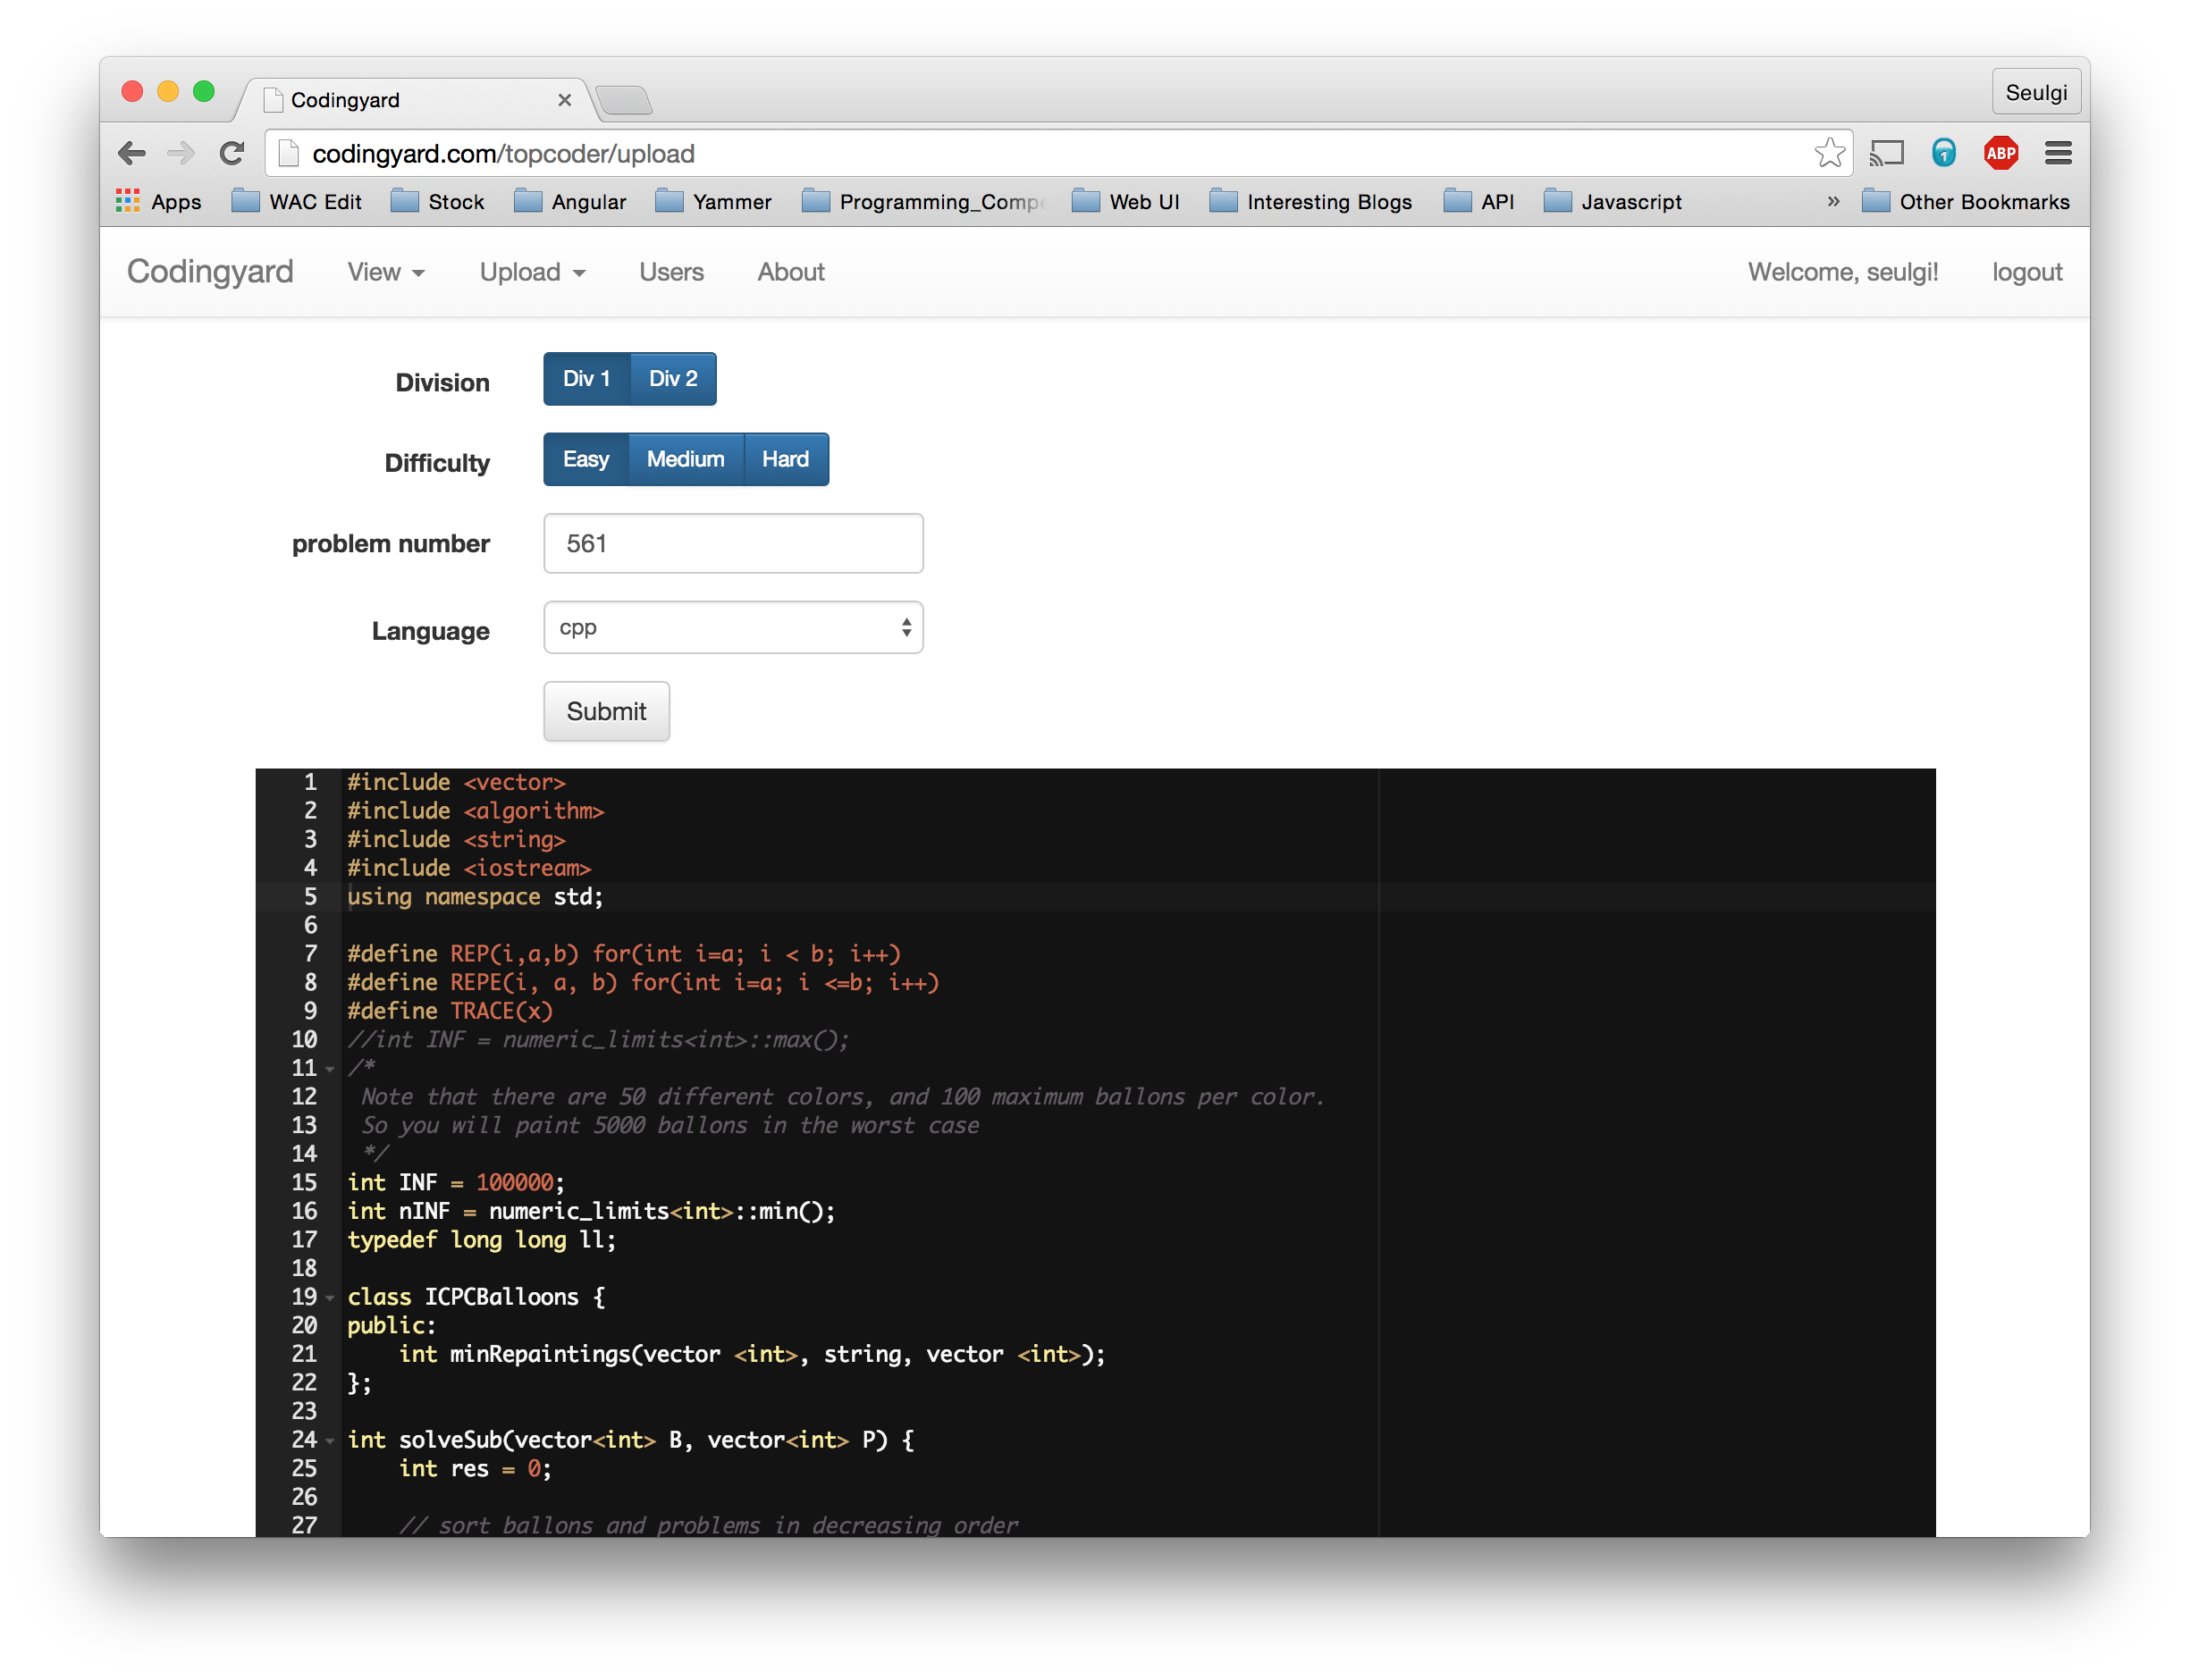 Codingyard
Seulgi
codingyard.com/topcoder/upload
1 ABP
Apps WAC Edit Stock Angular Yammer Programming_Comp Web UI Interesting Blogs API Javascript » Other Bookmarks
Codingyard View Upload Users About Welcome, seulgi! logout
Division Div 1 Div 2
Difficulty Easy Medium Hard
problem number 561
Language cpp
Submit
1 #include <vector>
2 #include <algorithm>
3 #include <string>
4 #include <iostream>
5 using namespace std;
6
7 #define REP(i,a,b) for(int i=a; i < b; i++)
8 #define REPE(i, a, b) for(int i=a; i <=b; i++)
9 #define TRACE(x)
10 //int INF = numeric_limits<int>::max();
11 /*
12 Note that there are 50 different colors, and 100 maximum ballons per color.
13 So you will paint 5000 ballons in the worst case
14 */
15 int INF = 100000;
16 int nINF = numeric_limits<int>::min();
17 typedef long long ll;
18
19 class ICPCBalloons {
20 public:
21 int minRepaintings(vector <int>, string, vector <int>);
22 };
23
24 int solveSub(vector<int> B, vector<int> P) {
25 int res = 0;
26
27 // sort ballons and problems in decreasing order